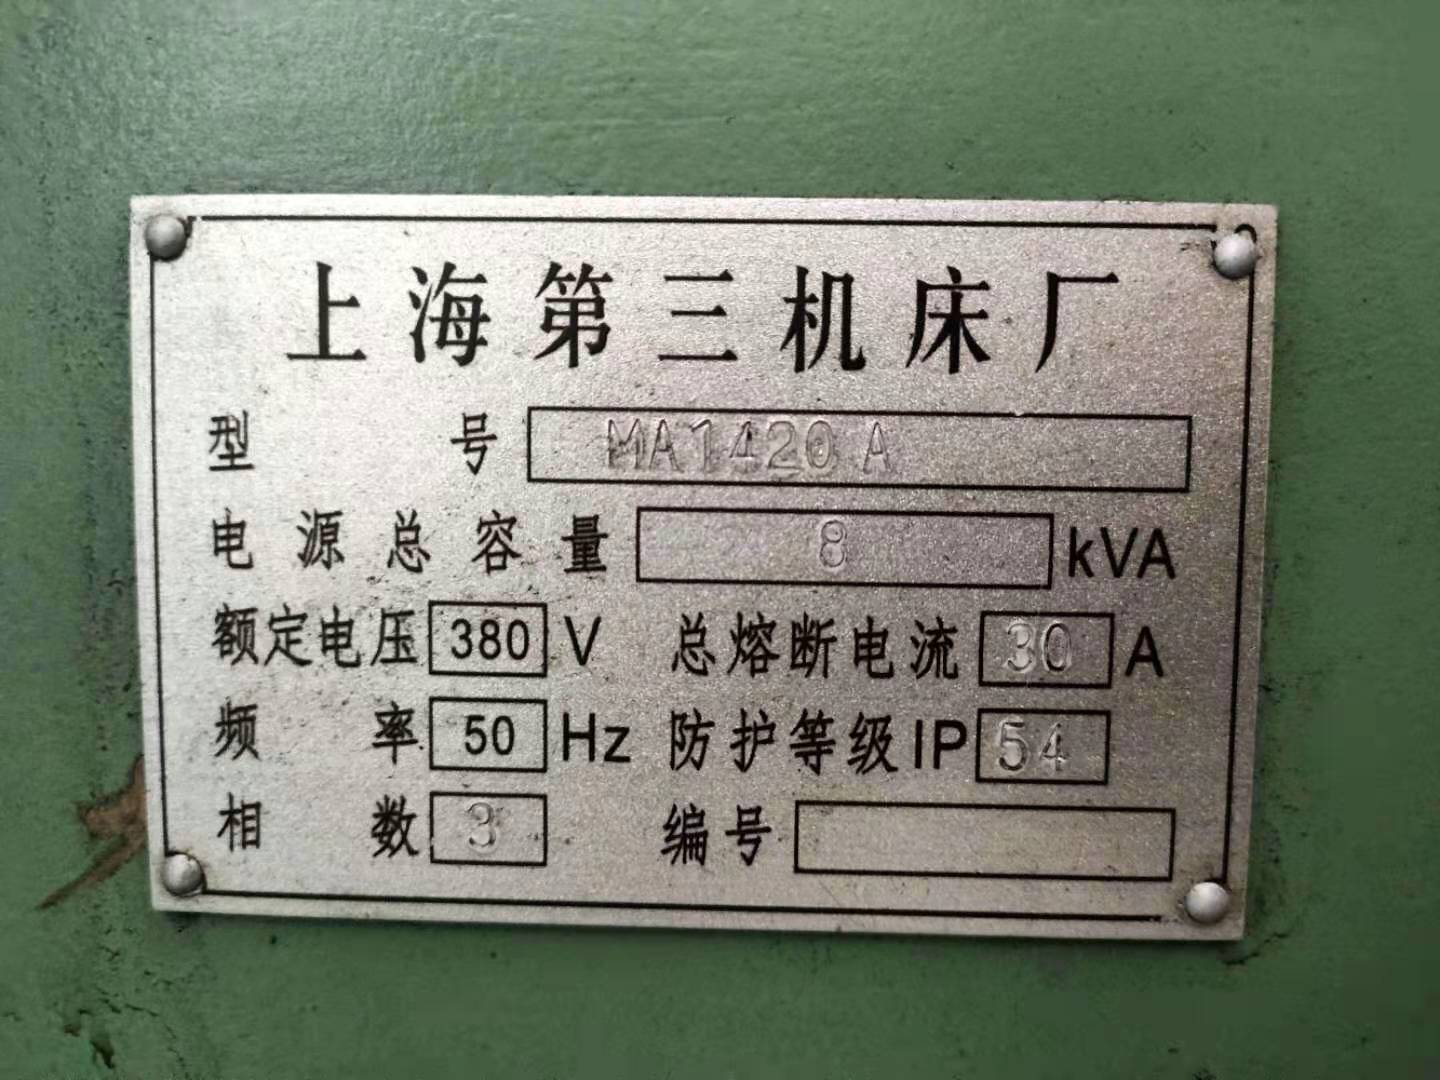 上海第三机床厂
型号 MA1420A
电源总容量 8 kVA
额定电压 380 V 总熔断电流 30 A
频率 50 Hz 防护等级IP 54
相数 3 编号